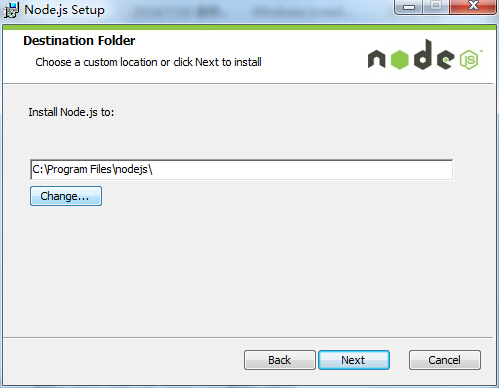 Node.js Setup
Destination Folder
Choose a custom location or click Next to install
node
JS
Install Node.js to:
C:\Program Files\nodejs\
Change...
Back
Next
Cancel